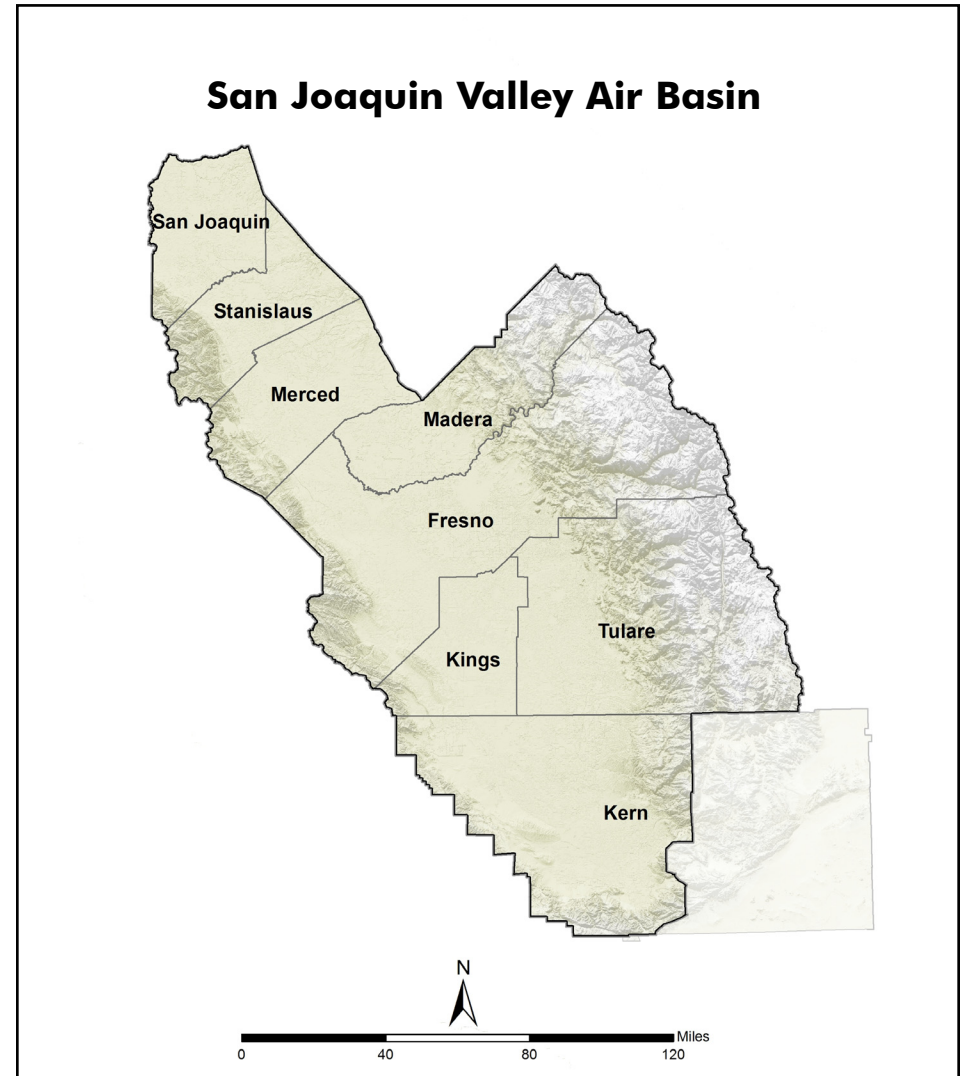 San Joaquin Valley Air Basin
San Joaquin
Stanislaus
Merced
Madera
Fresno
Tulare
Kings
Kern
N
Miles
0 40 80 120